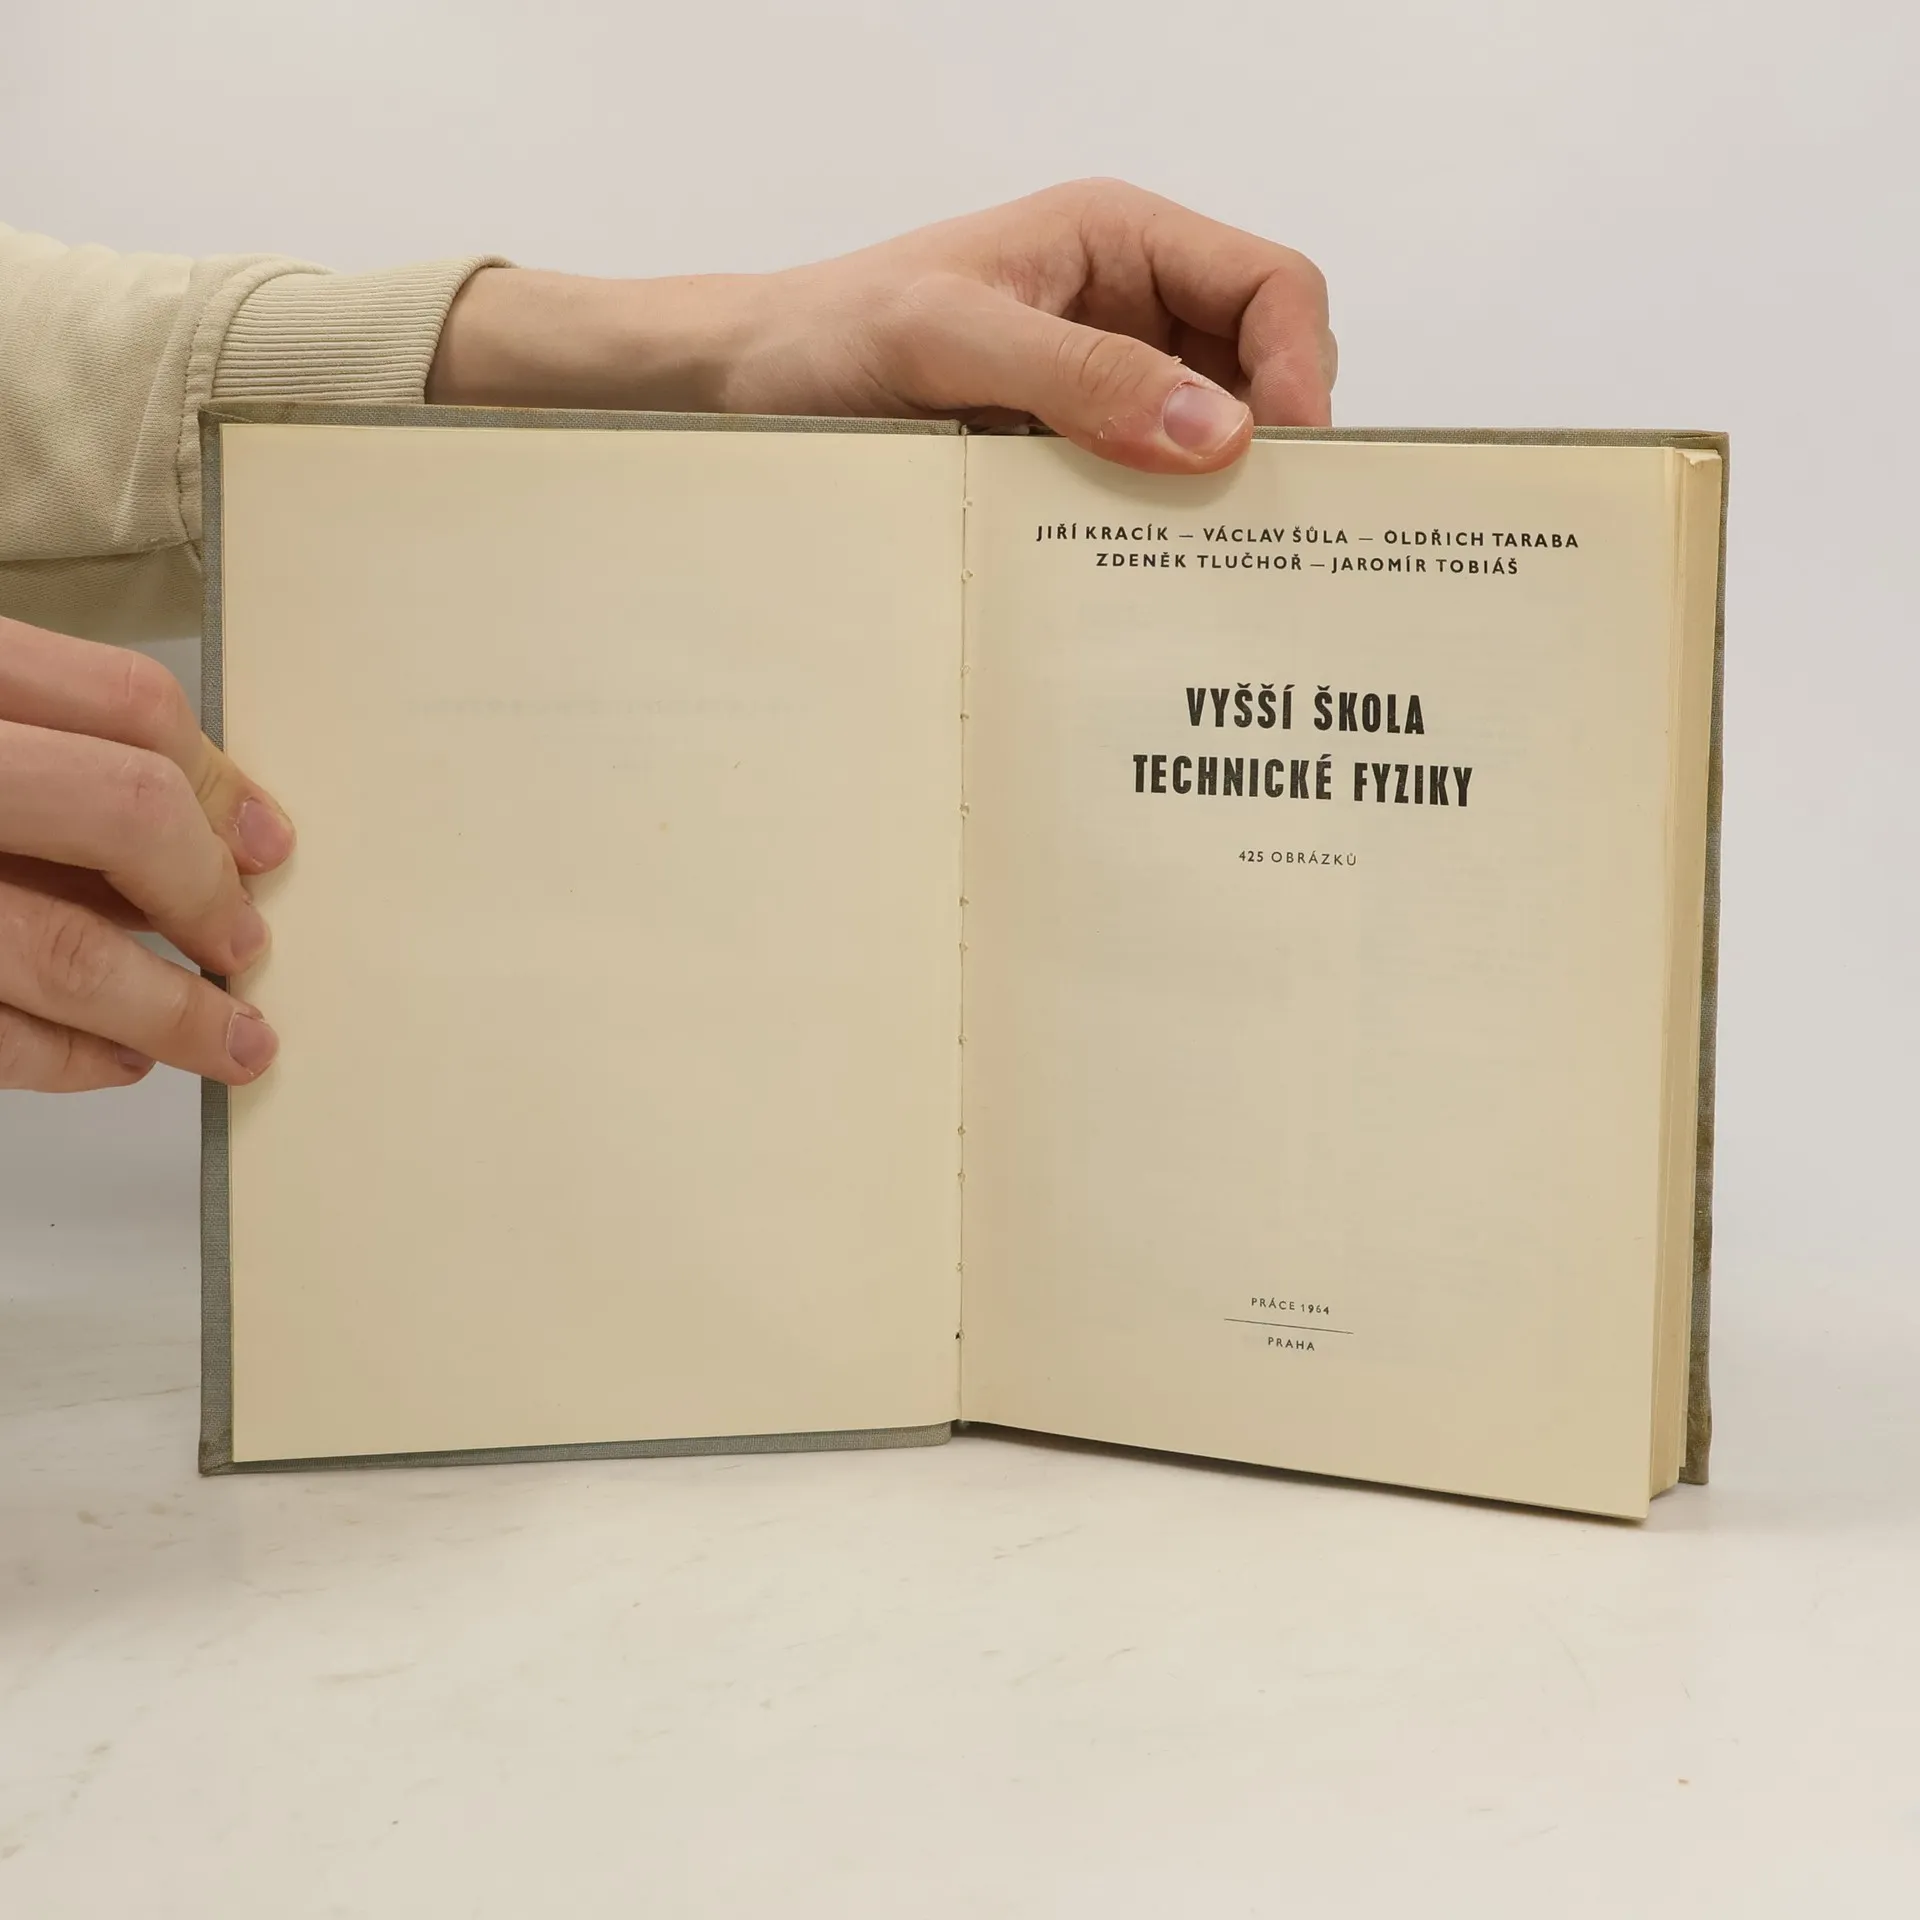 JIŘÍ KRACÍK — VÁCLAV ŠŮLA — OLDŘICH TARABA
ZDENĚK TLUČHOŘ — JAROMÍR TOBIÁŠ
VYŠŠÍ ŠKOLA
TECHNICKÉ FYZIKY
425 OBRÁZKŮ
PRÁCE 1964
PRAHA